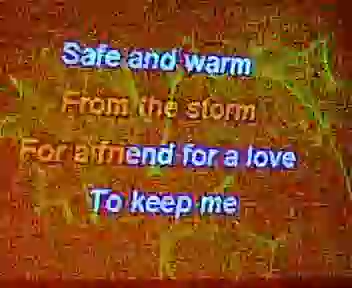 Safe and warm
From the storm
For a friend for a love
To keep me